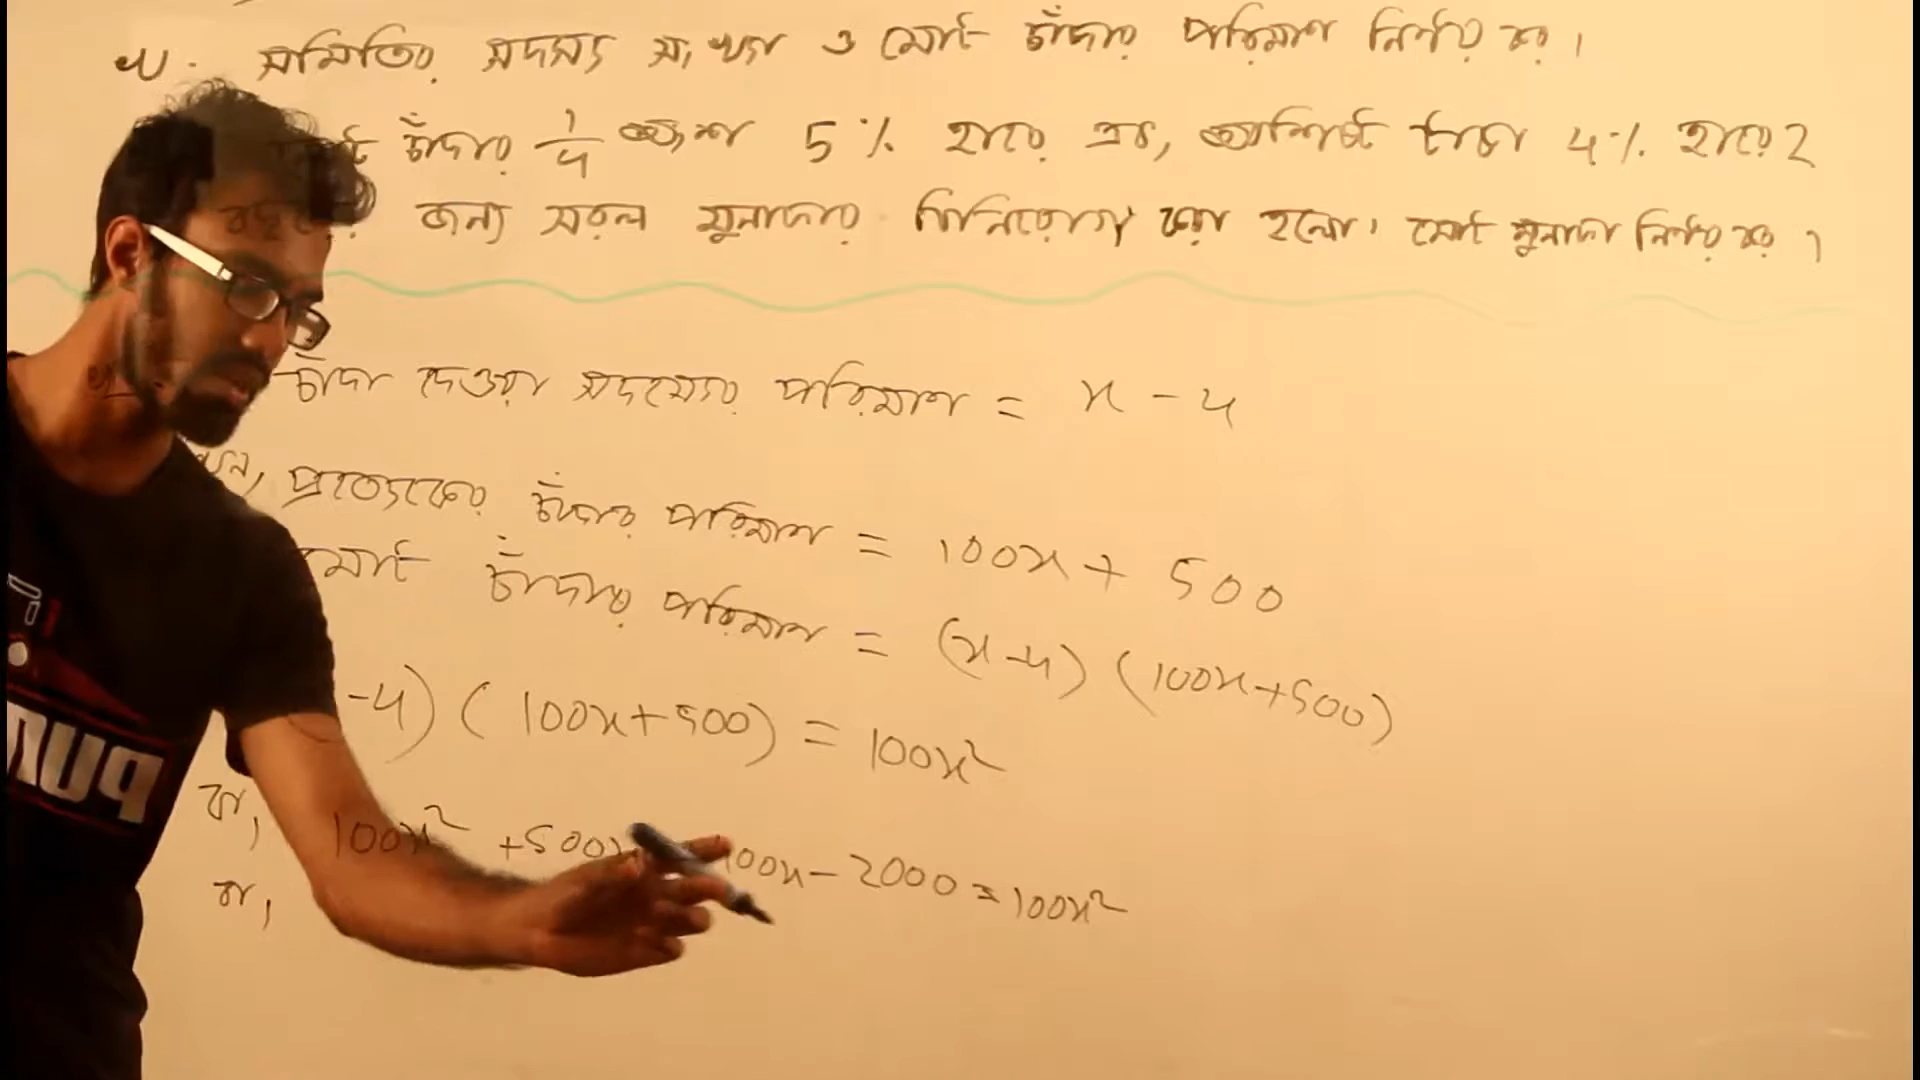 খ. সমিতির সদস্য সংখ্যা ও মোট চাঁদার পরিমাণ নির্ণয় কর।
চাঁদার 1/4 অংশ 5% হারে এবং অবশিষ্ট টাকা 4% হারে 2
জন্য সরল মুনাফায় বিনিয়োগ করা হলো। মোট মুনাফা নির্ণয় কর।
চাঁদা দেওয়া সদস্যের পরিমাণ = x - 4
প্রত্যেকের চাঁদার পরিমাণ = 100x + 500
মোট চাঁদার পরিমাণ = (x-4) (100x+500)
-4) (100x+500) = 100x²
বা, 100x² +500x 400x - 2000 = 100x²
বা,